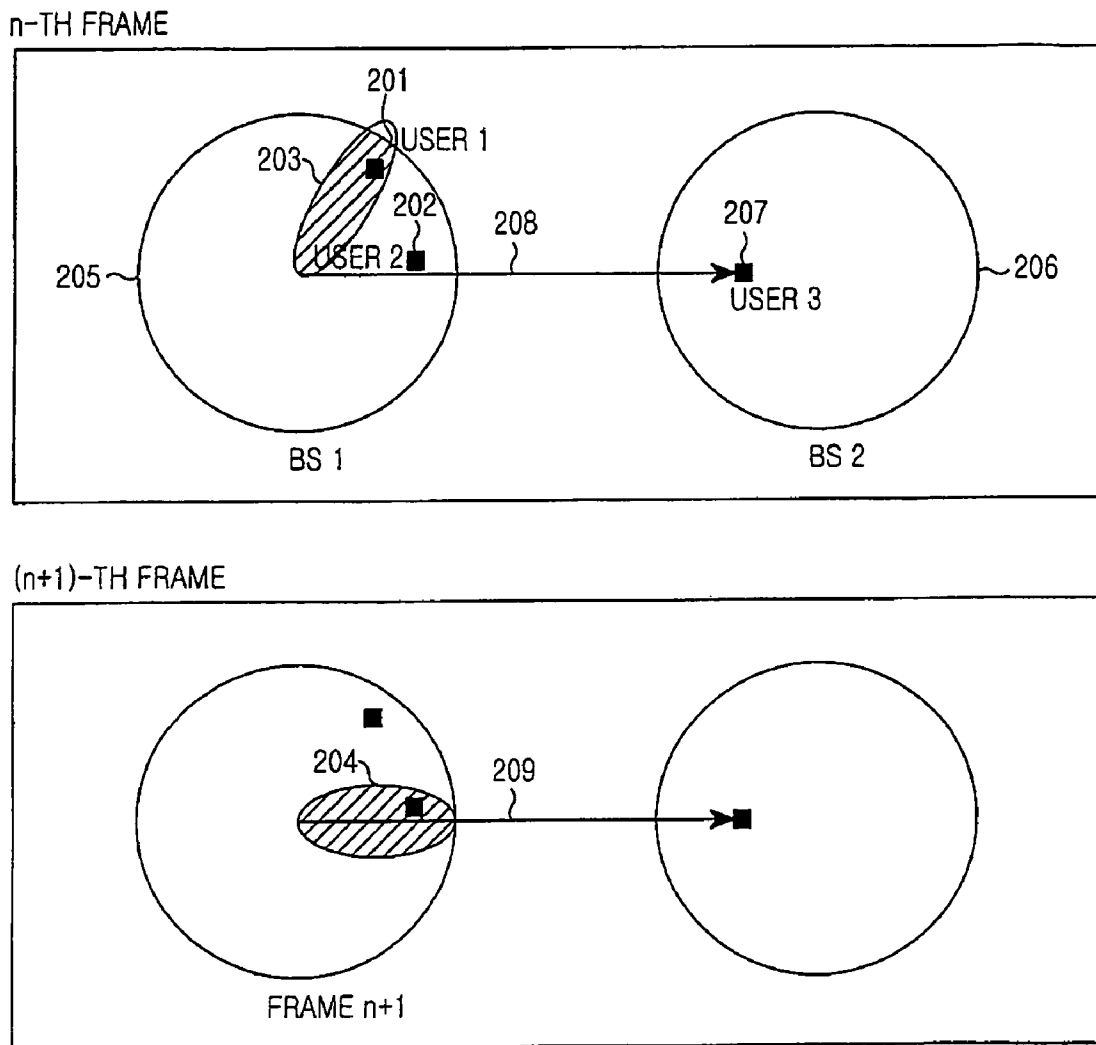 n-TH FRAME
201
USER 1
203
202
208
207
USER 2
205
206
USER 3
BS 1
BS 2
(n+1)-TH FRAME
204
209
FRAME n+1